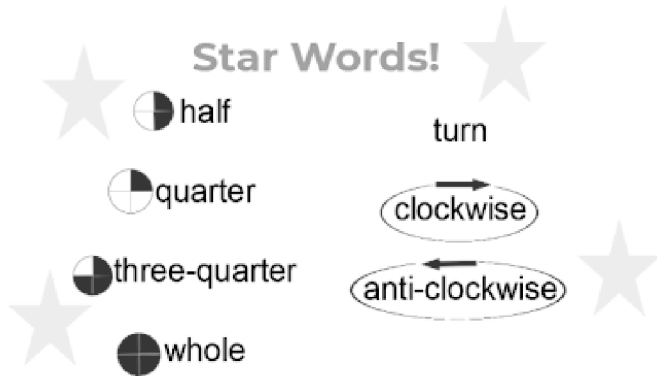 Star Words!
half
quarter
three-quarter
whole
turn
clockwise
anti-clockwise